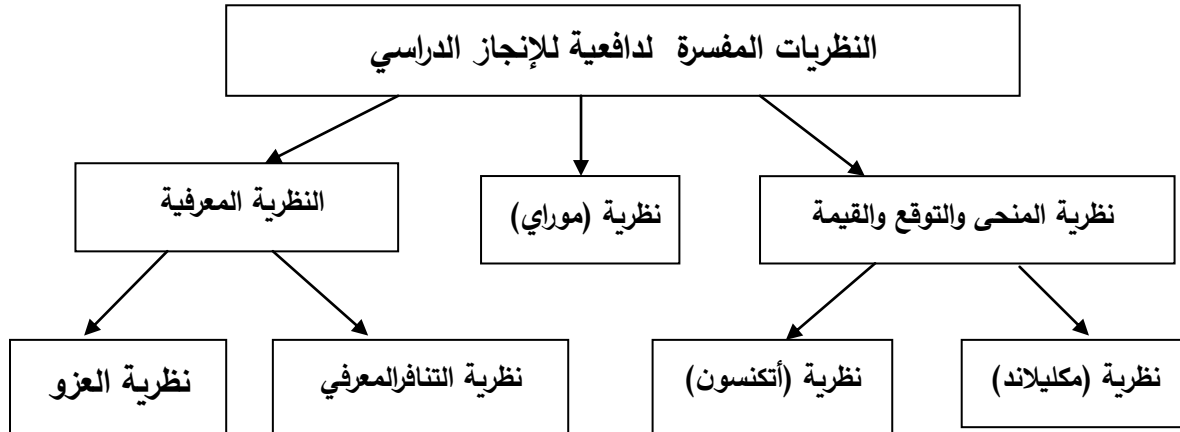 النظريات المفسرة لدافعية للإنجاز الدراسي
نظرية المنحى والتوقع والقيمة
نظرية (موراي)
النظرية المعرفية
نظرية (مكليلاند)
نظرية (أتكنسون)
نظرية التنافرالمعرفي
نظرية العزو